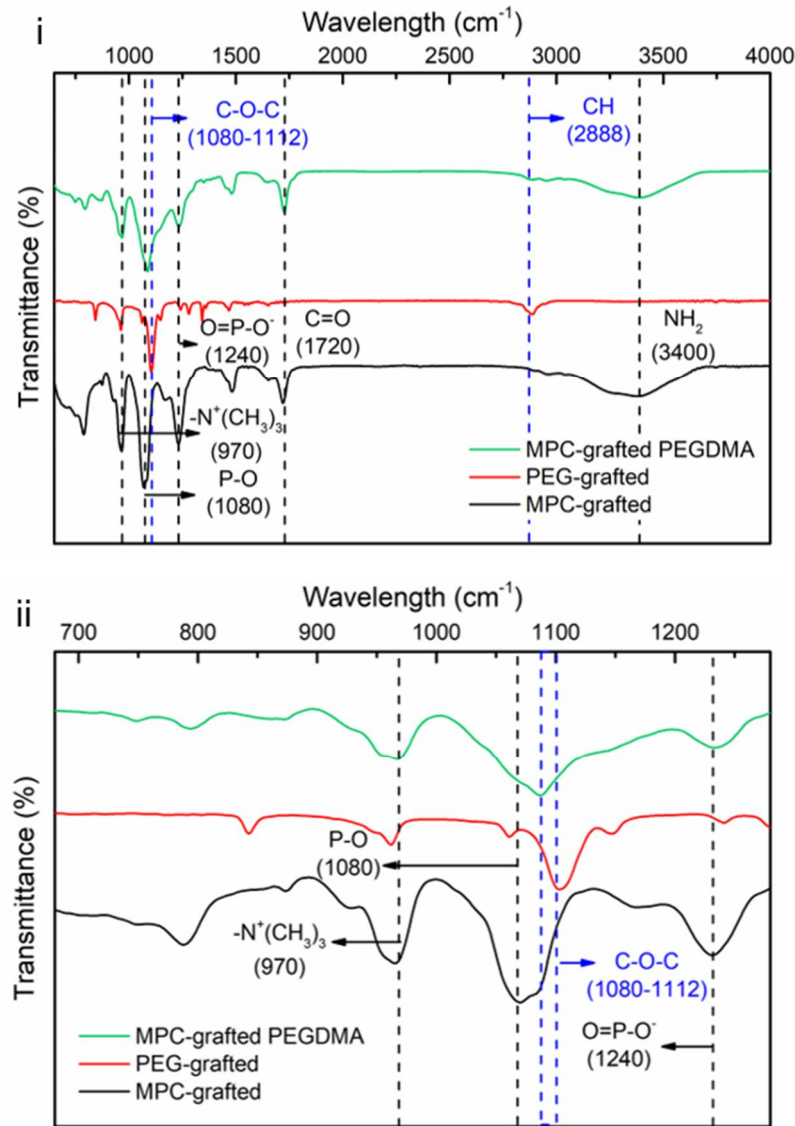 i
Wavelength (cm⁻¹)
1000 1500 2000 2500 3000 3500 4000
C-O-C
(1080-1112)
CH
(2888)
Transmittance (%)
O=P-O⁻
(1240)
C=O
(1720)
NH₂
(3400)
-N⁺(CH₃)₃
(970)
P-O
(1080)
MPC-grafted PEGDMA
PEG-grafted
MPC-grafted
ii
Wavelength (cm⁻¹)
700 800 900 1000 1100 1200
Transmittance (%)
P-O
(1080)
-N⁺(CH₃)₃
(970)
C-O-C
(1080-1112)
O=P-O⁻
(1240)
MPC-grafted PEGDMA
PEG-grafted
MPC-grafted